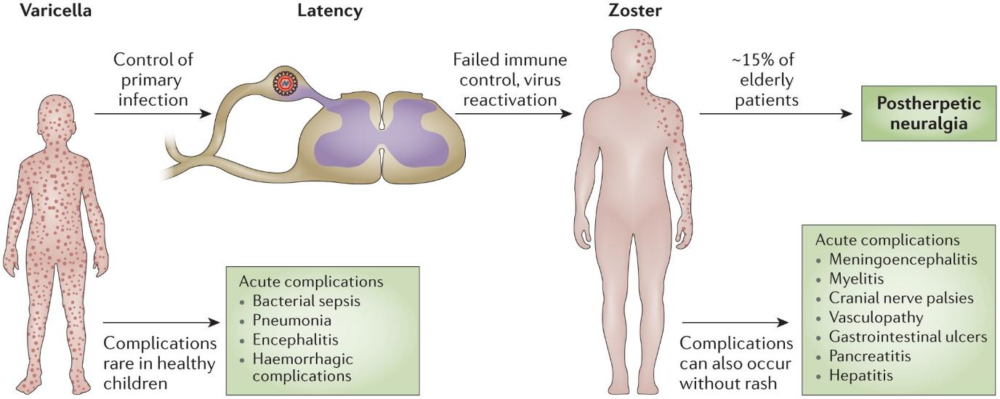 Varicella
Latency
Zoster
Control of
primary
infection
Failed immune
control, virus
reactivation
~15% of
elderly
patients
Postherpetic
neuralgia
Complications
rare in healthy
children
Acute complications
• Bacterial sepsis
• Pneumonia
• Encephalitis
• Haemorrhagic
complications
Complications
can also occur
without rash
Acute complications
• Meningoencephalitis
• Myelitis
• Cranial nerve palsies
• Vasculopathy
• Gastrointestinal ulcers
• Pancreatitis
• Hepatitis